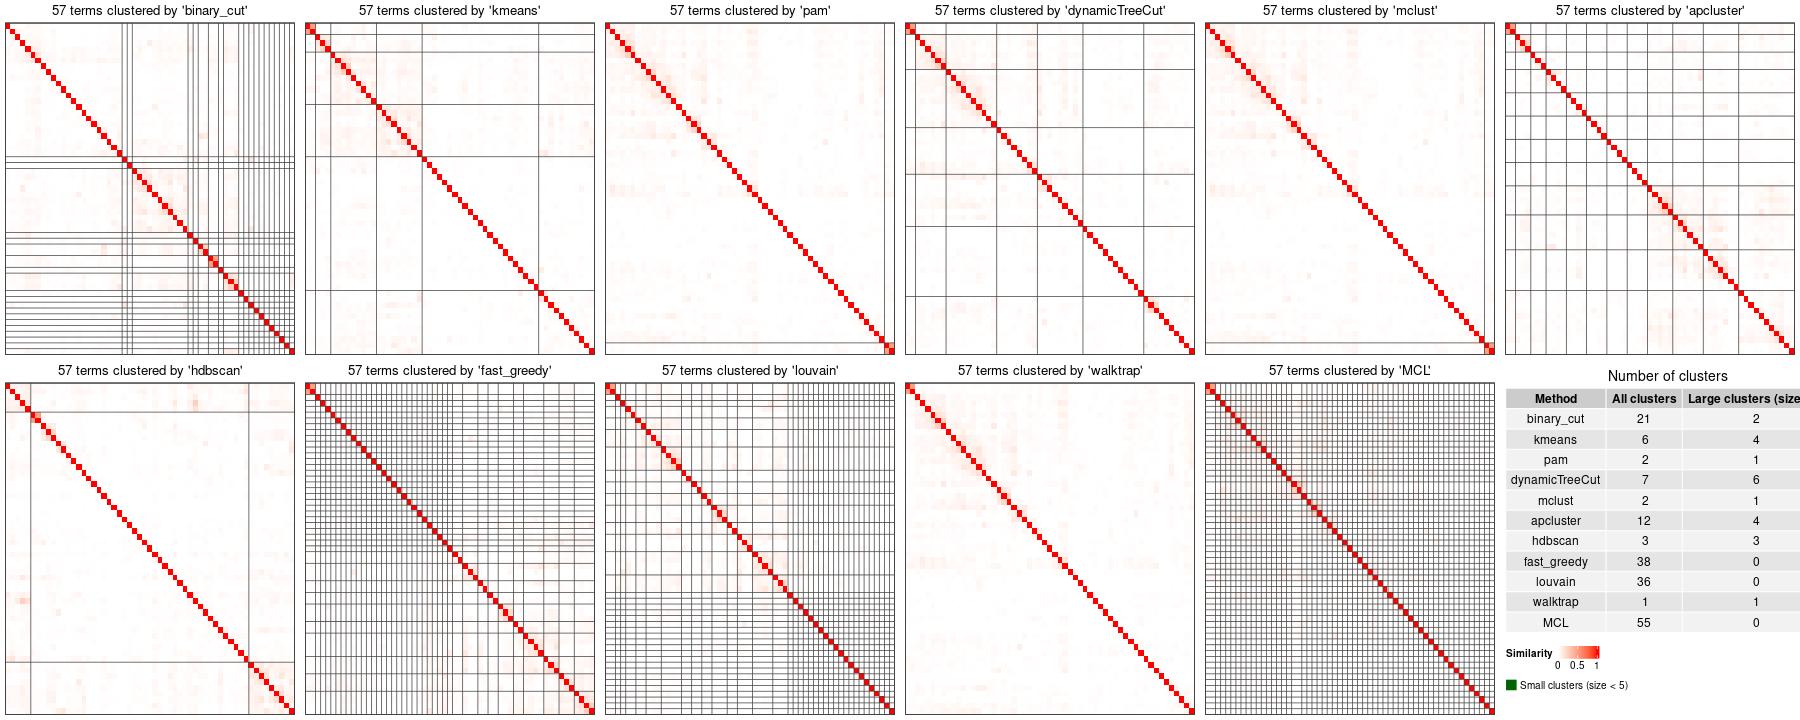 57 terms clustered by 'binary_cut'
57 terms clustered by 'kmeans'
57 terms clustered by 'pam'
57 terms clustered by 'dynamicTreeCut'
57 terms clustered by 'mclust'
57 terms clustered by 'apcluster'
57 terms clustered by 'hdbscan'
57 terms clustered by 'fast_greedy'
57 terms clustered by 'louvain'
57 terms clustered by 'walktrap'
57 terms clustered by 'MCL'
Number of clusters
Method All clusters Large clusters (size
binary_cut 21 2
kmeans 6 4
pam 2 1
dynamicTreeCut 7 6
mclust 2 1
apcluster 12 4
hdbscan 3 3
fast_greedy 38 0
louvain 36 0
walktrap 1 1
MCL 55 0
Similarity
0 0.5 1
Small clusters (size < 5)